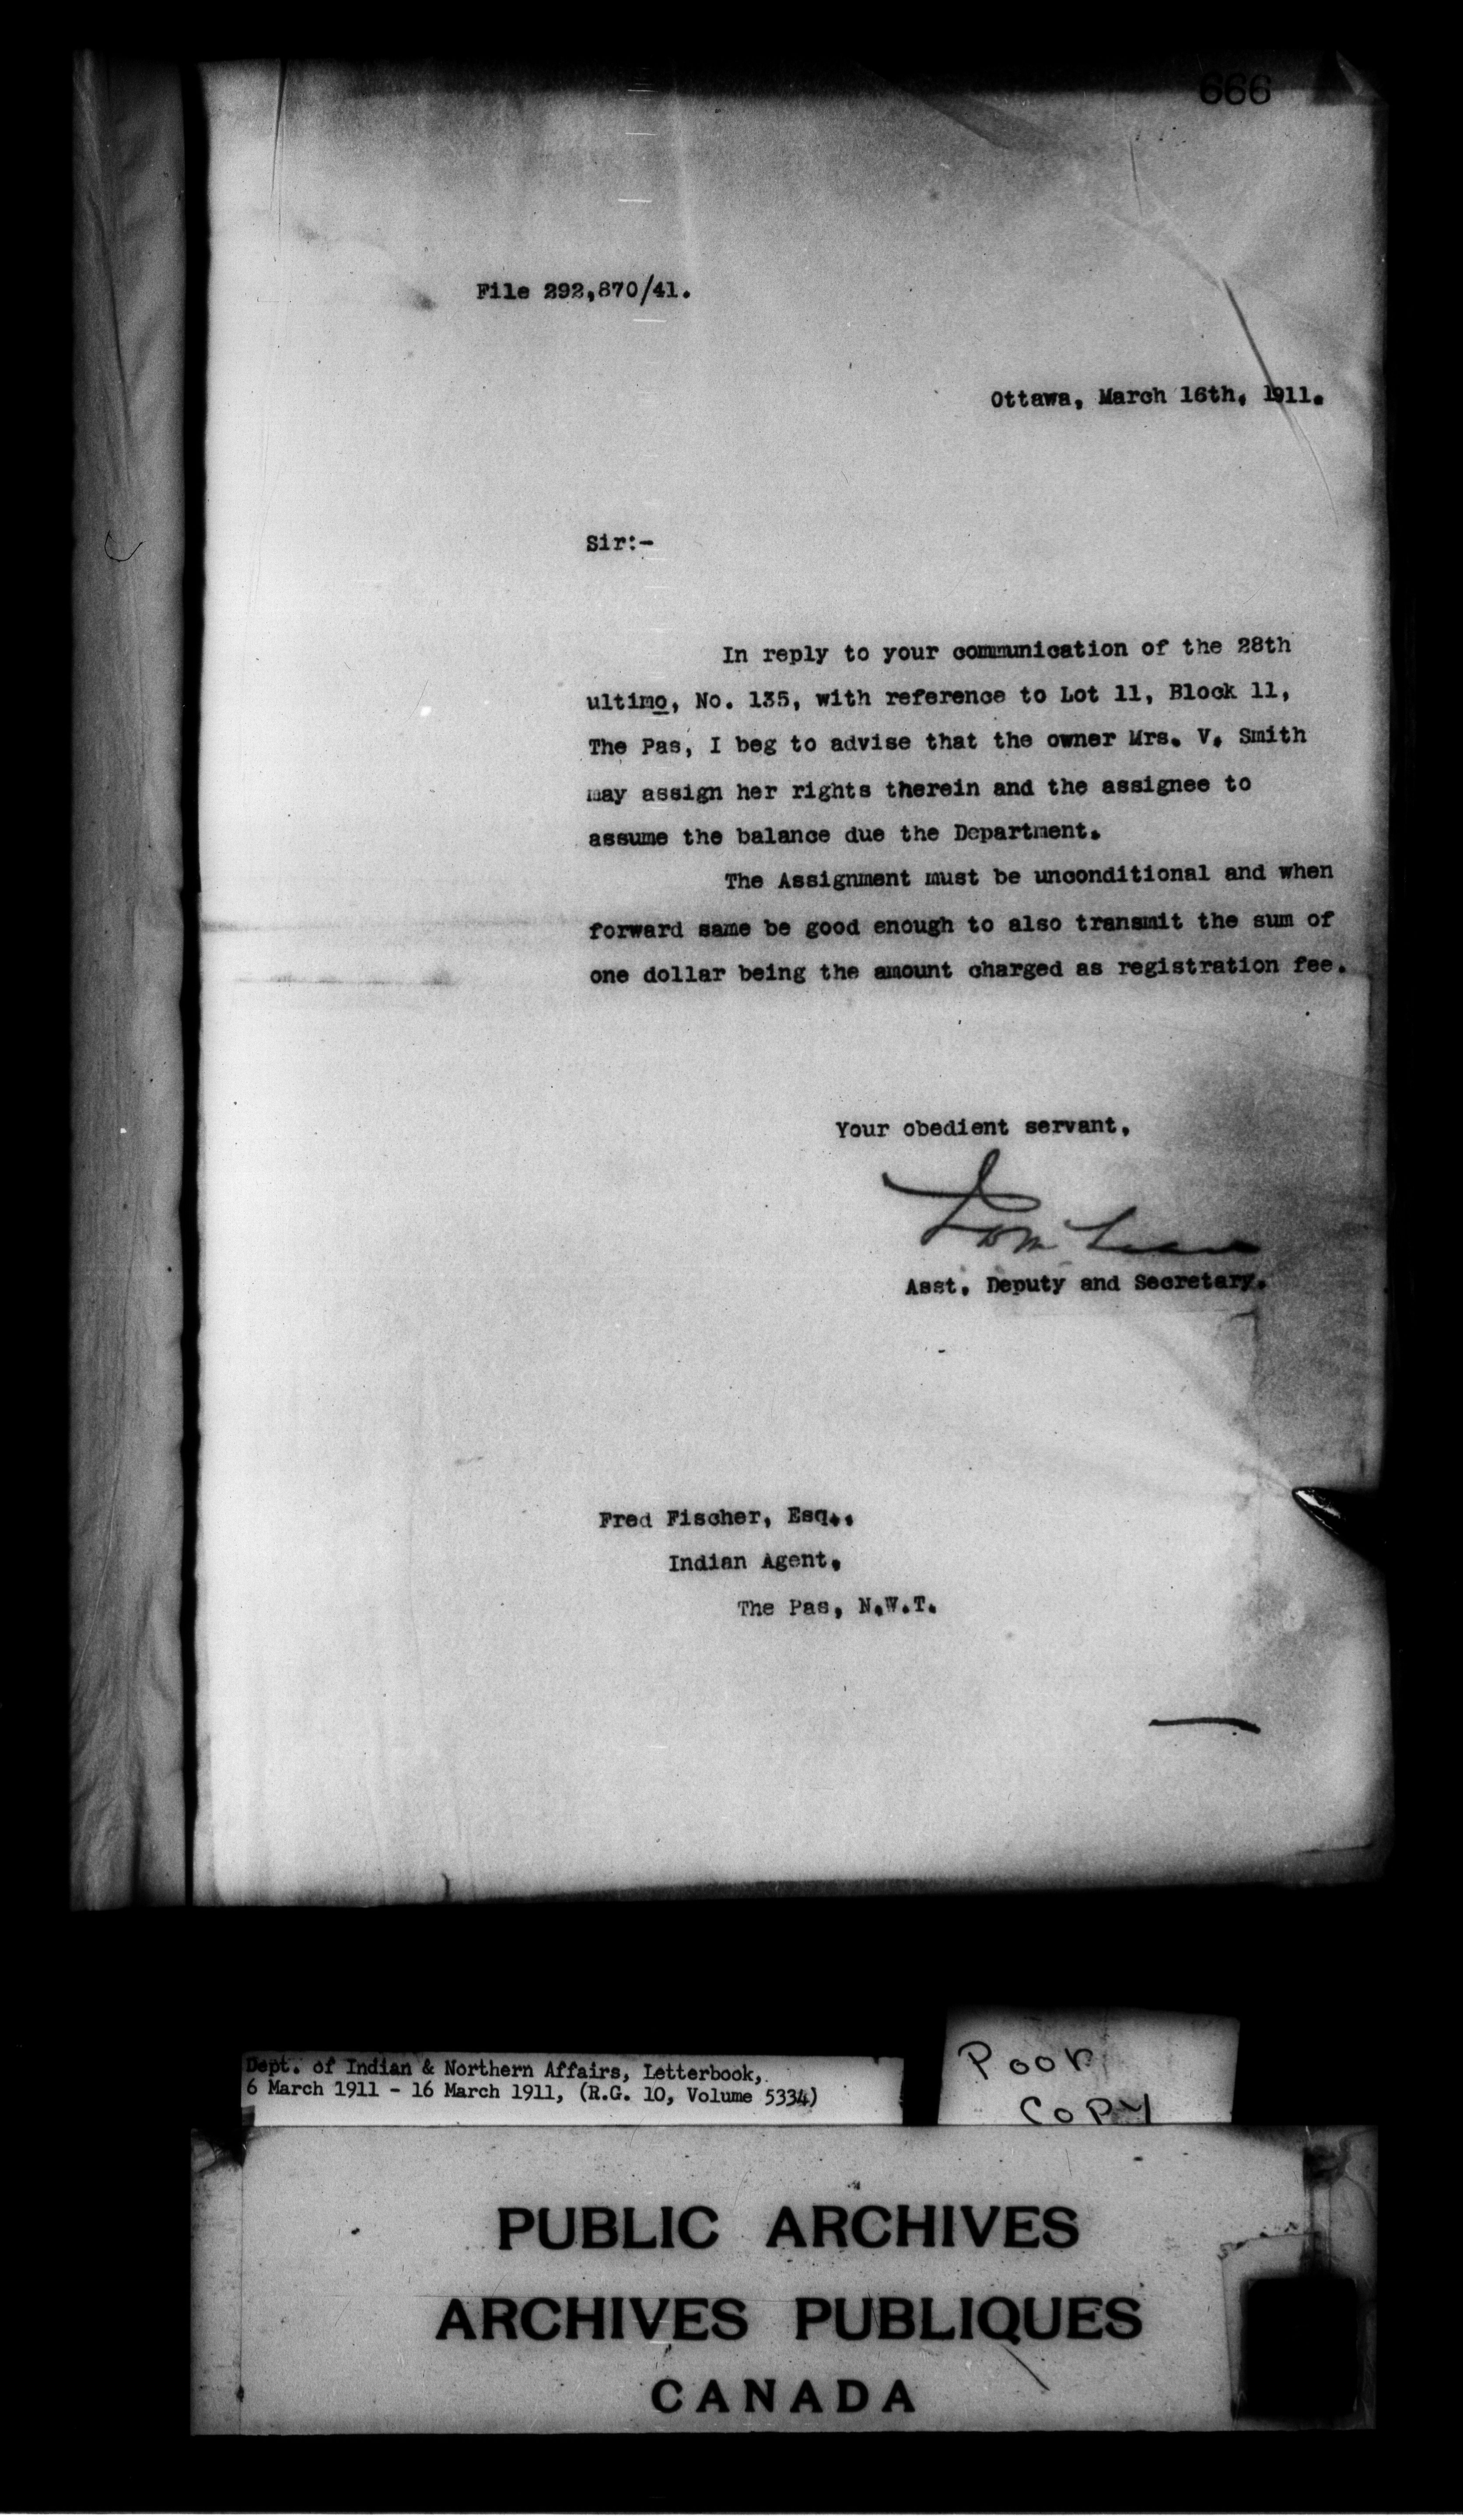 666
File 292,870/41.
Ottawa, March 16th, 1911.
Sir:-
In reply to your communication of the 28th
ultimo, No. 135, with reference to Lot 11, Block 11,
The Pas, I beg to advise that the owner Mrs. V. Smith
may assign her rights therein and the assignee to
assume the balance due the Department.
The Assignment must be unconditional and when
forward same be good enough to also transmit the sum of
one dollar being the amount charged as registration fee.
Your obedient servant,
Asst. Deputy and Secretary.
Fred Fischer, Esq.,
Indian Agent,
The Pas, N.W.T.
Dept. of Indian & Northern Affairs, Letterbook,
6 March 1911 - 16 March 1911, (R.G. 10, Volume 5334)
Poor
Copy
PUBLIC ARCHIVES
ARCHIVES PUBLIQUES
CANADA